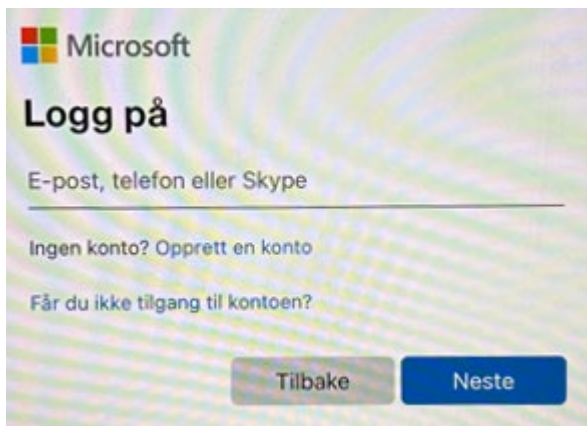 Microsoft
Logg på
E-post, telefon eller Skype
Ingen konto? Opprett en konto
Får du ikke tilgang til kontoen?
Tilbake
Neste